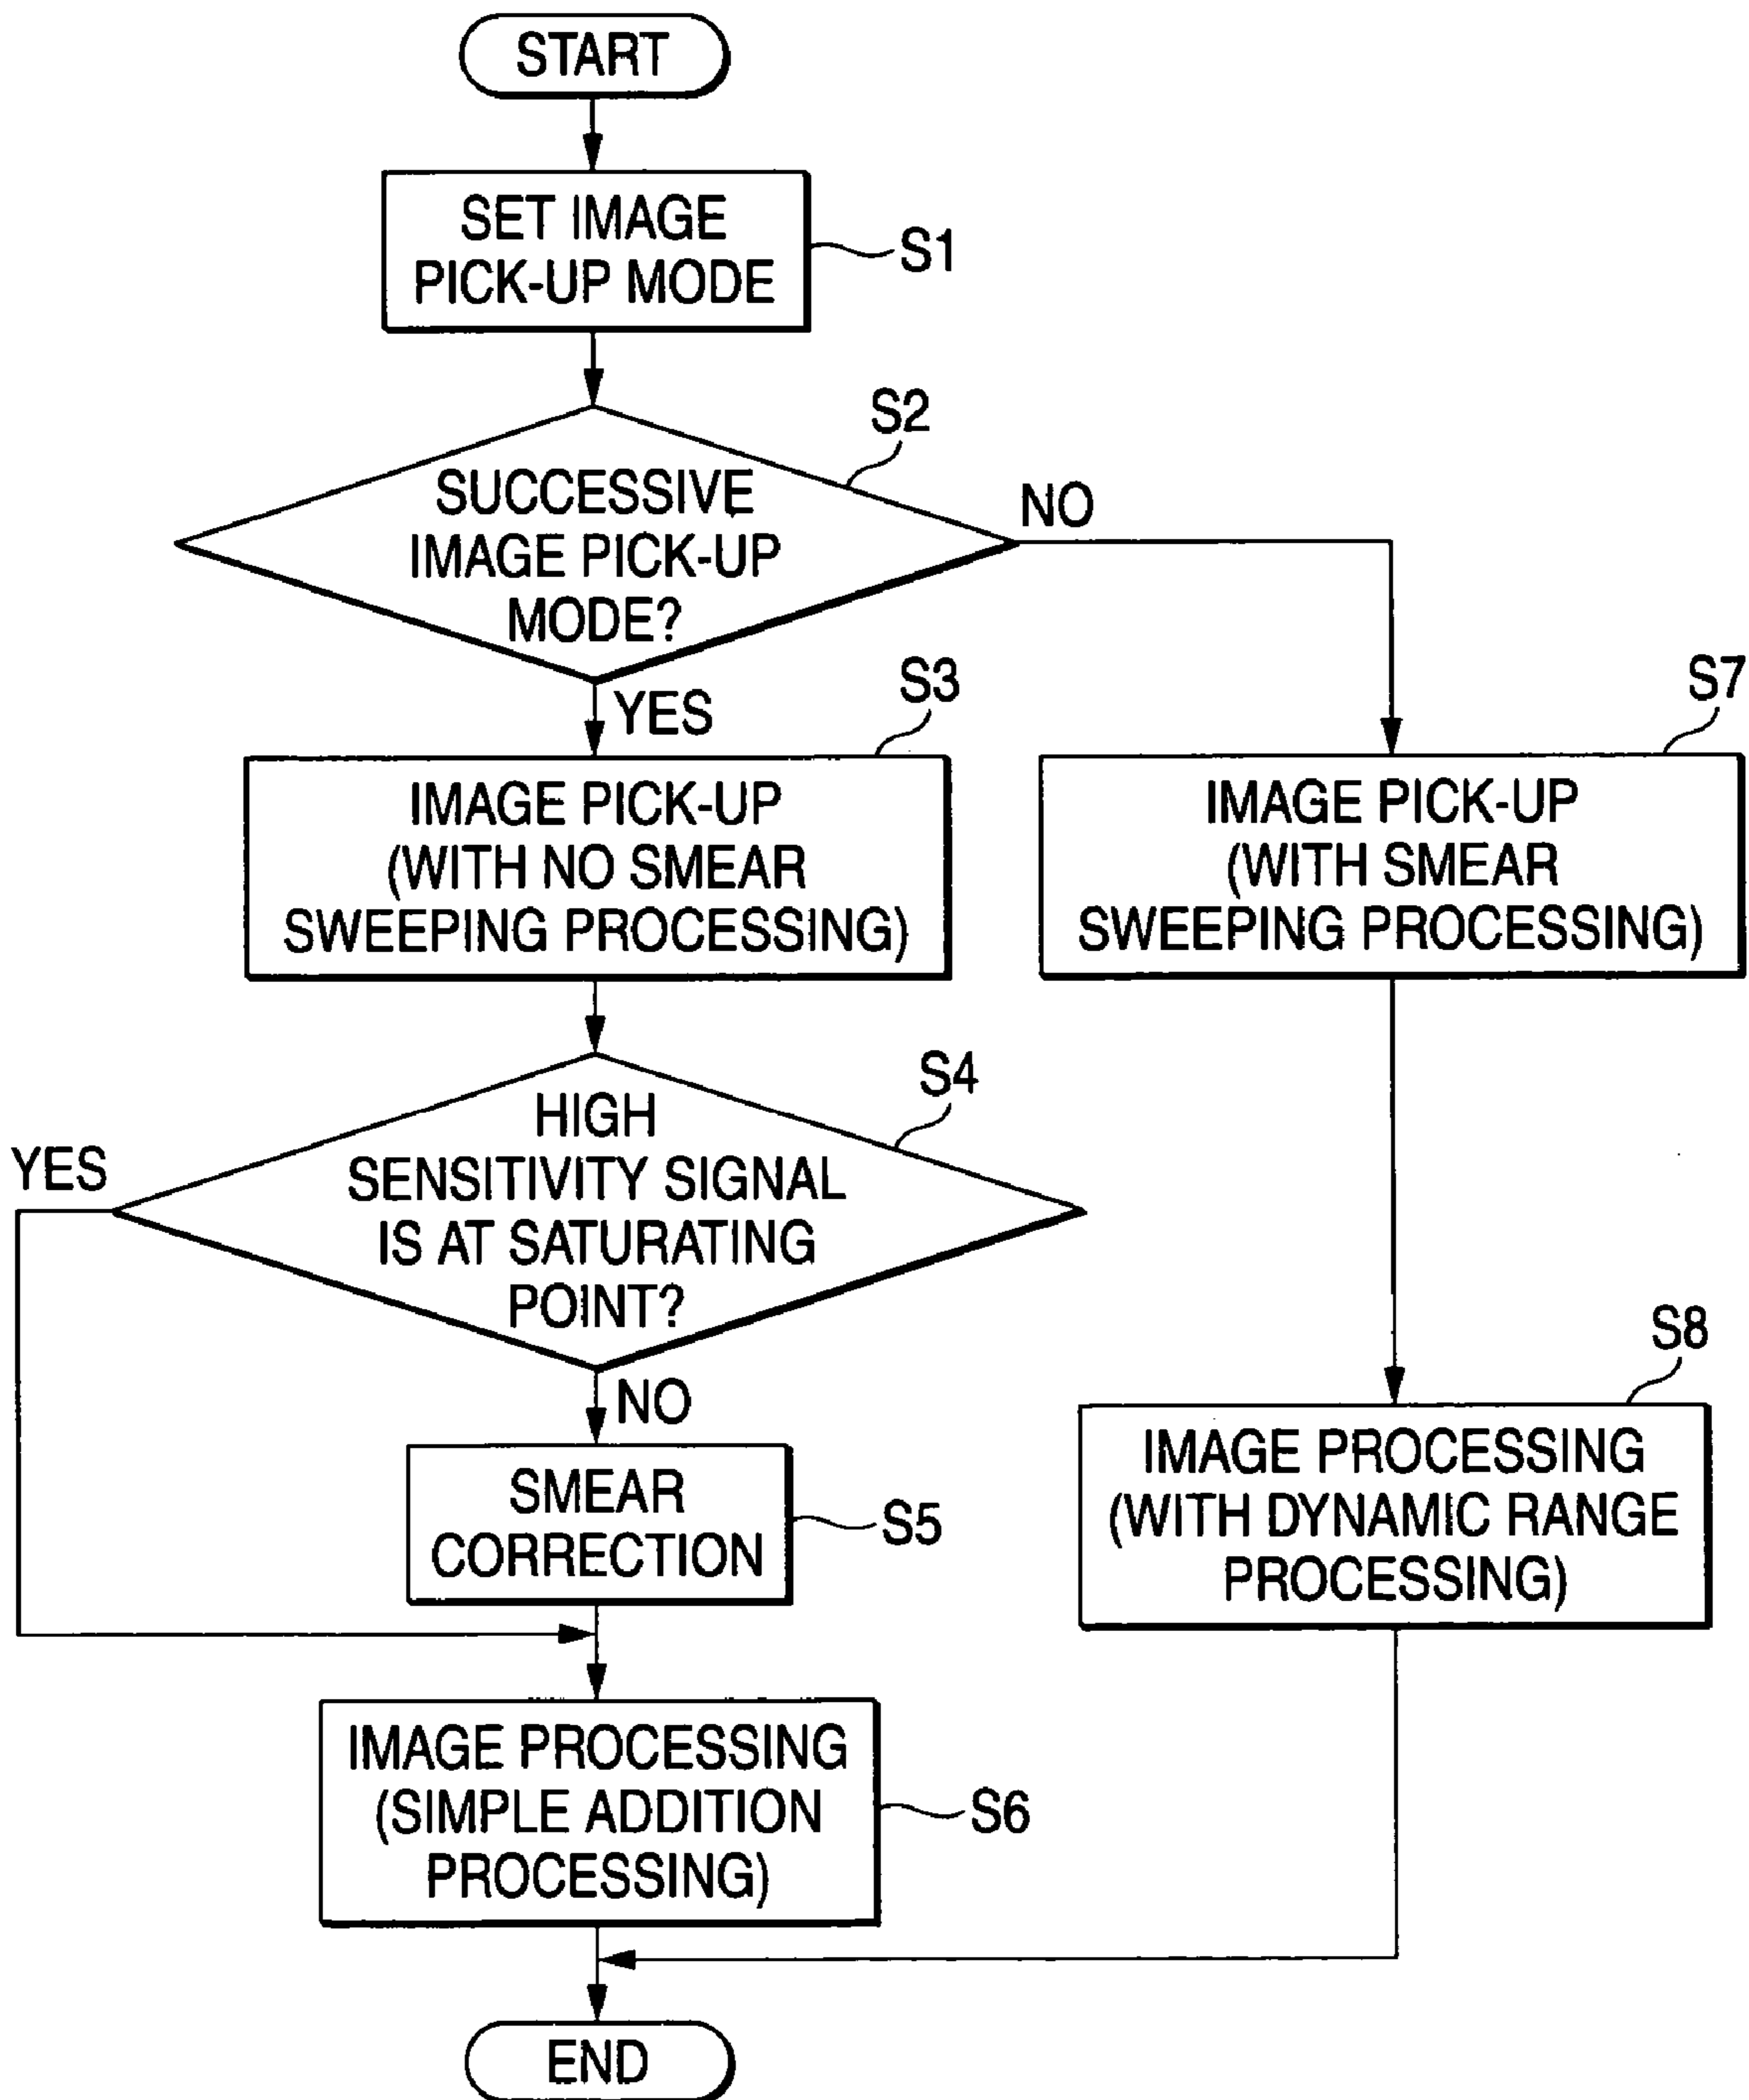 START
SET IMAGE
PICK-UP MODE
S1
S2
SUCCESSIVE
IMAGE PICK-UP
MODE?
NO
YES
S3
IMAGE PICK-UP
(WITH NO SMEAR
SWEEPING PROCESSING)
S7
IMAGE PICK-UP
(WITH SMEAR
SWEEPING PROCESSING)
S4
HIGH
SENSITIVITY SIGNAL
IS AT SATURATING
POINT?
YES
NO
SMEAR
CORRECTION
S5
S8
IMAGE PROCESSING
(WITH DYNAMIC RANGE
PROCESSING)
IMAGE PROCESSING
(SIMPLE ADDITION
PROCESSING)
S6
END